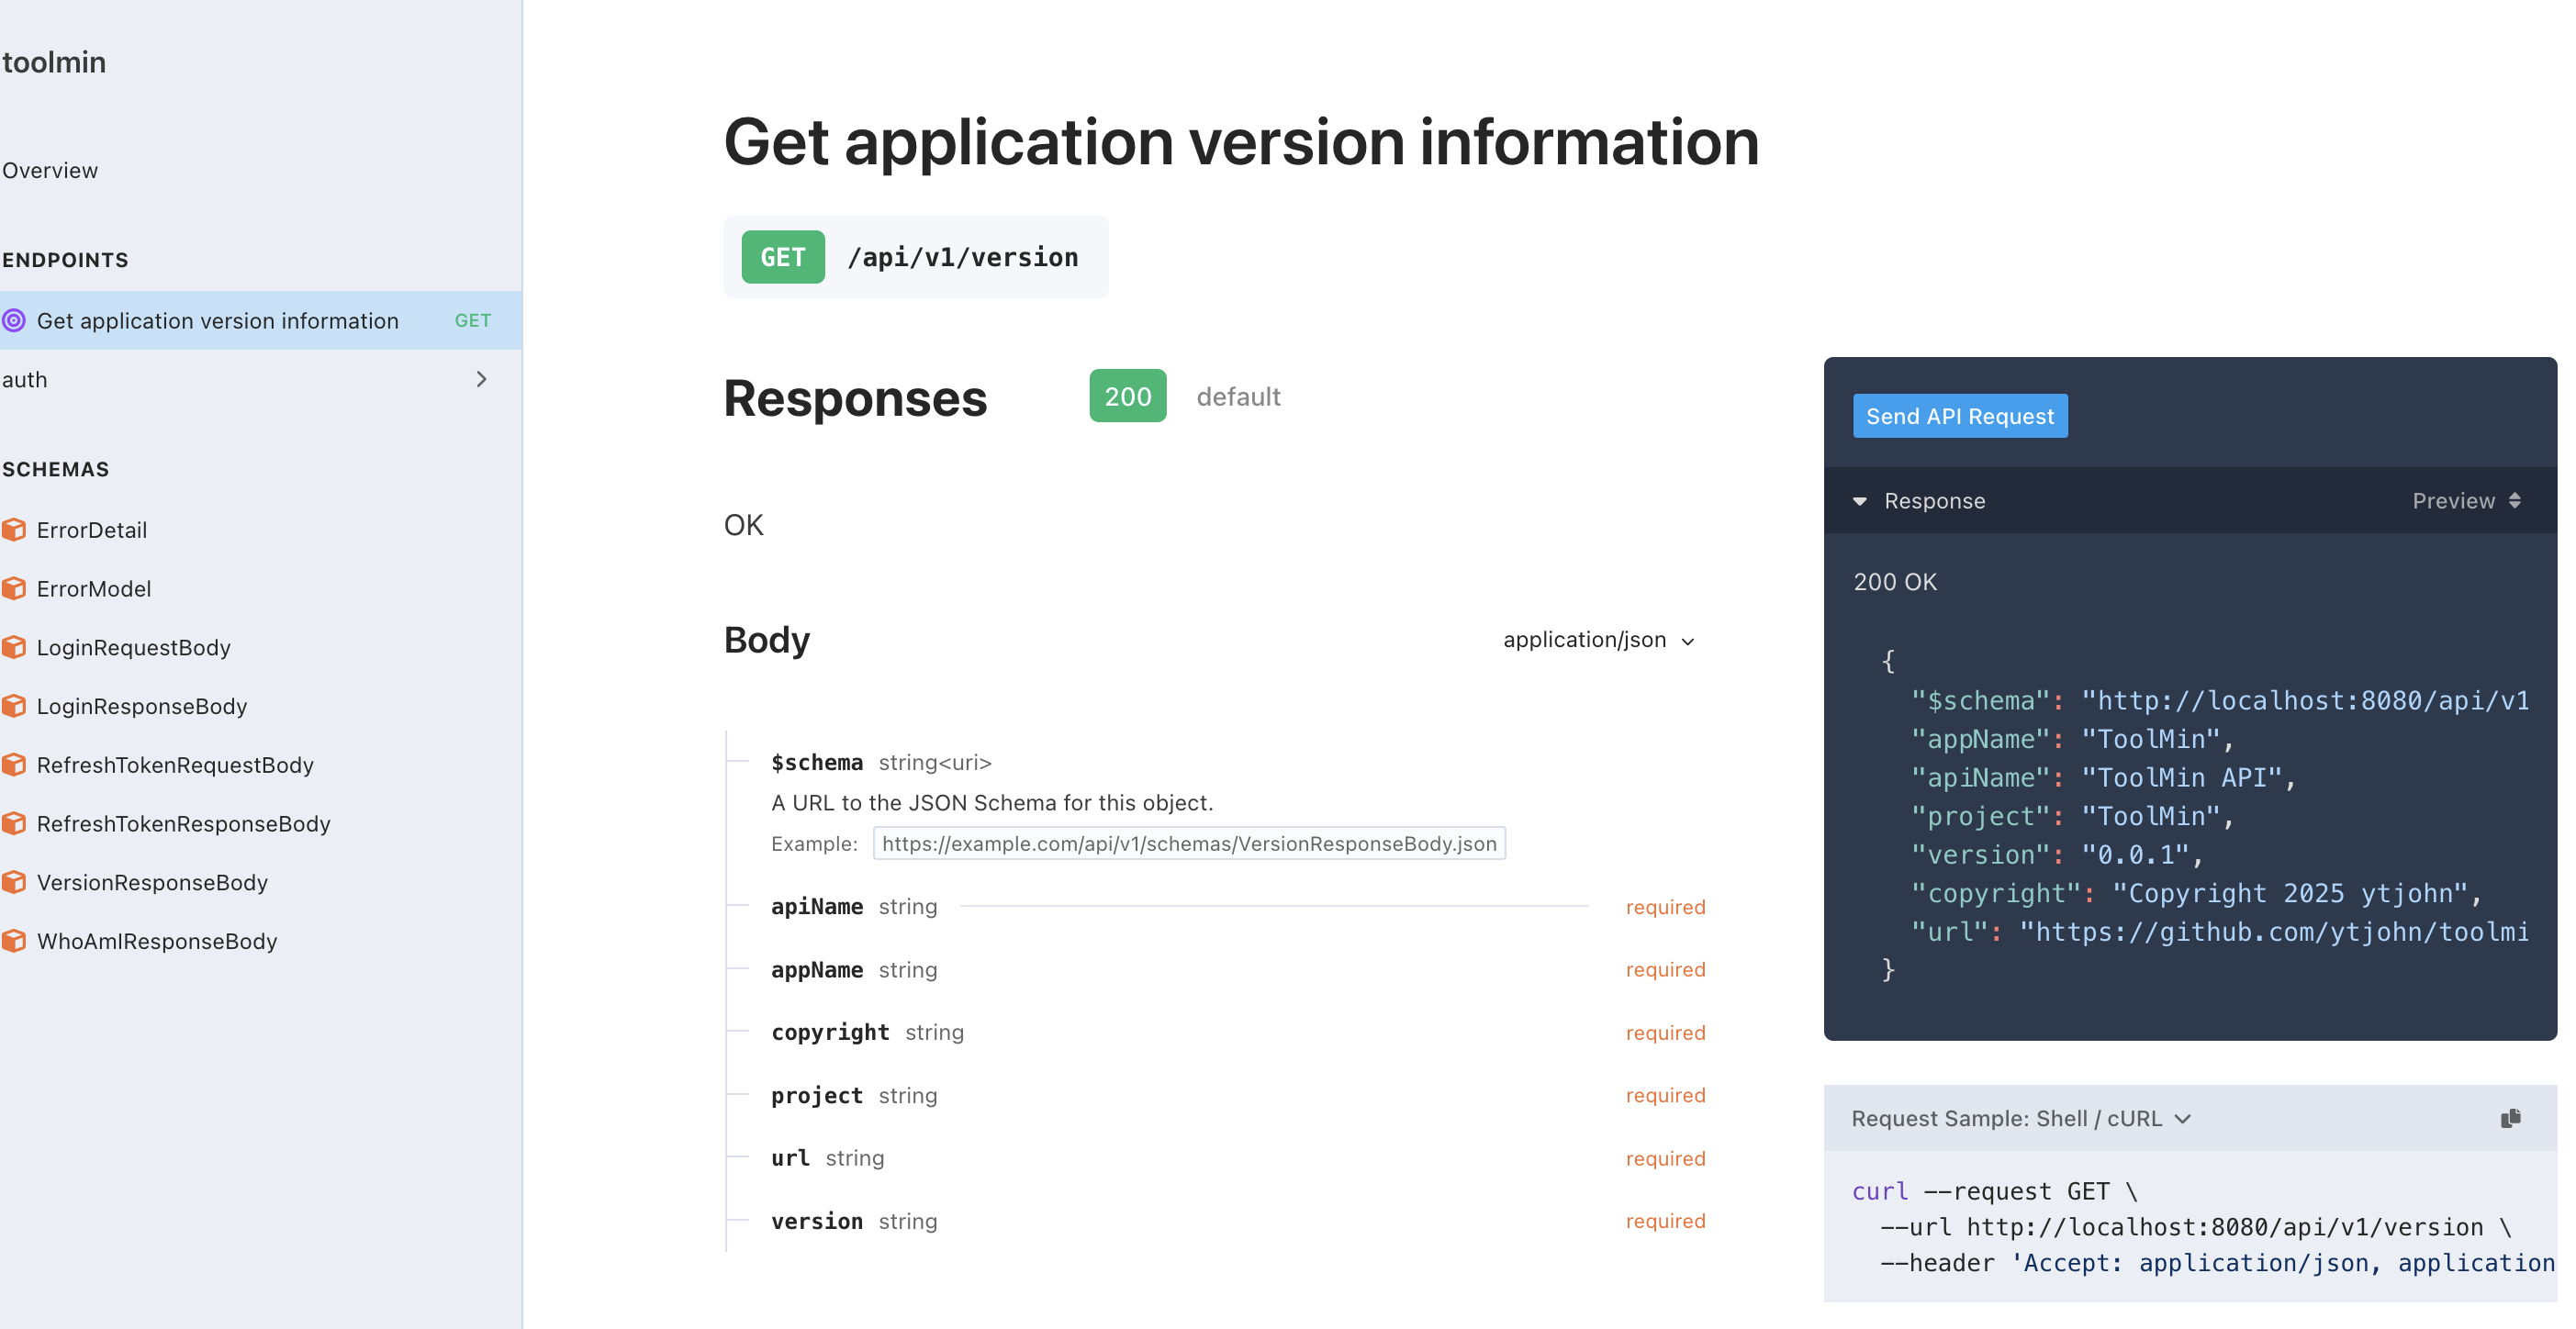 toolmin
Overview
ENDPOINTS
Get application version information GET
auth
SCHEMAS
ErrorDetail
ErrorModel
LoginRequestBody
LoginResponseBody
RefreshTokenRequestBody
RefreshTokenResponseBody
VersionResponseBody
WhoAmIResponseBody
Get application version information
GET /api/v1/version
Responses 200 default
OK
Body application/json
$schema string<uri>
A URL to the JSON Schema for this object.
Example: https://example.com/api/v1/schemas/VersionResponseBody.json
apiName string required
appName string required
copyright string required
project string required
url string required
version string required
Send API Request
Response Preview
200 OK
{
"$schema": "http://localhost:8080/api/v1
"appName": "ToolMin",
"apiName": "ToolMin API",
"project": "ToolMin",
"version": "0.0.1",
"copyright": "Copyright 2025 ytjohn",
"url": "https://github.com/ytjohn/toolmi
}
Request Sample: Shell / cURL
curl --request GET \
--url http://localhost:8080/api/v1/version \
--header 'Accept: application/json, application